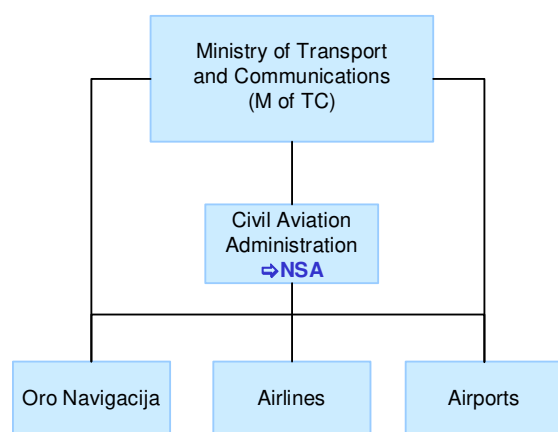 Ministry of Transport
and Communications
(M of TC)
Civil Aviation
Administration
⇨NSA
Oro Navigacija
Airlines
Airports